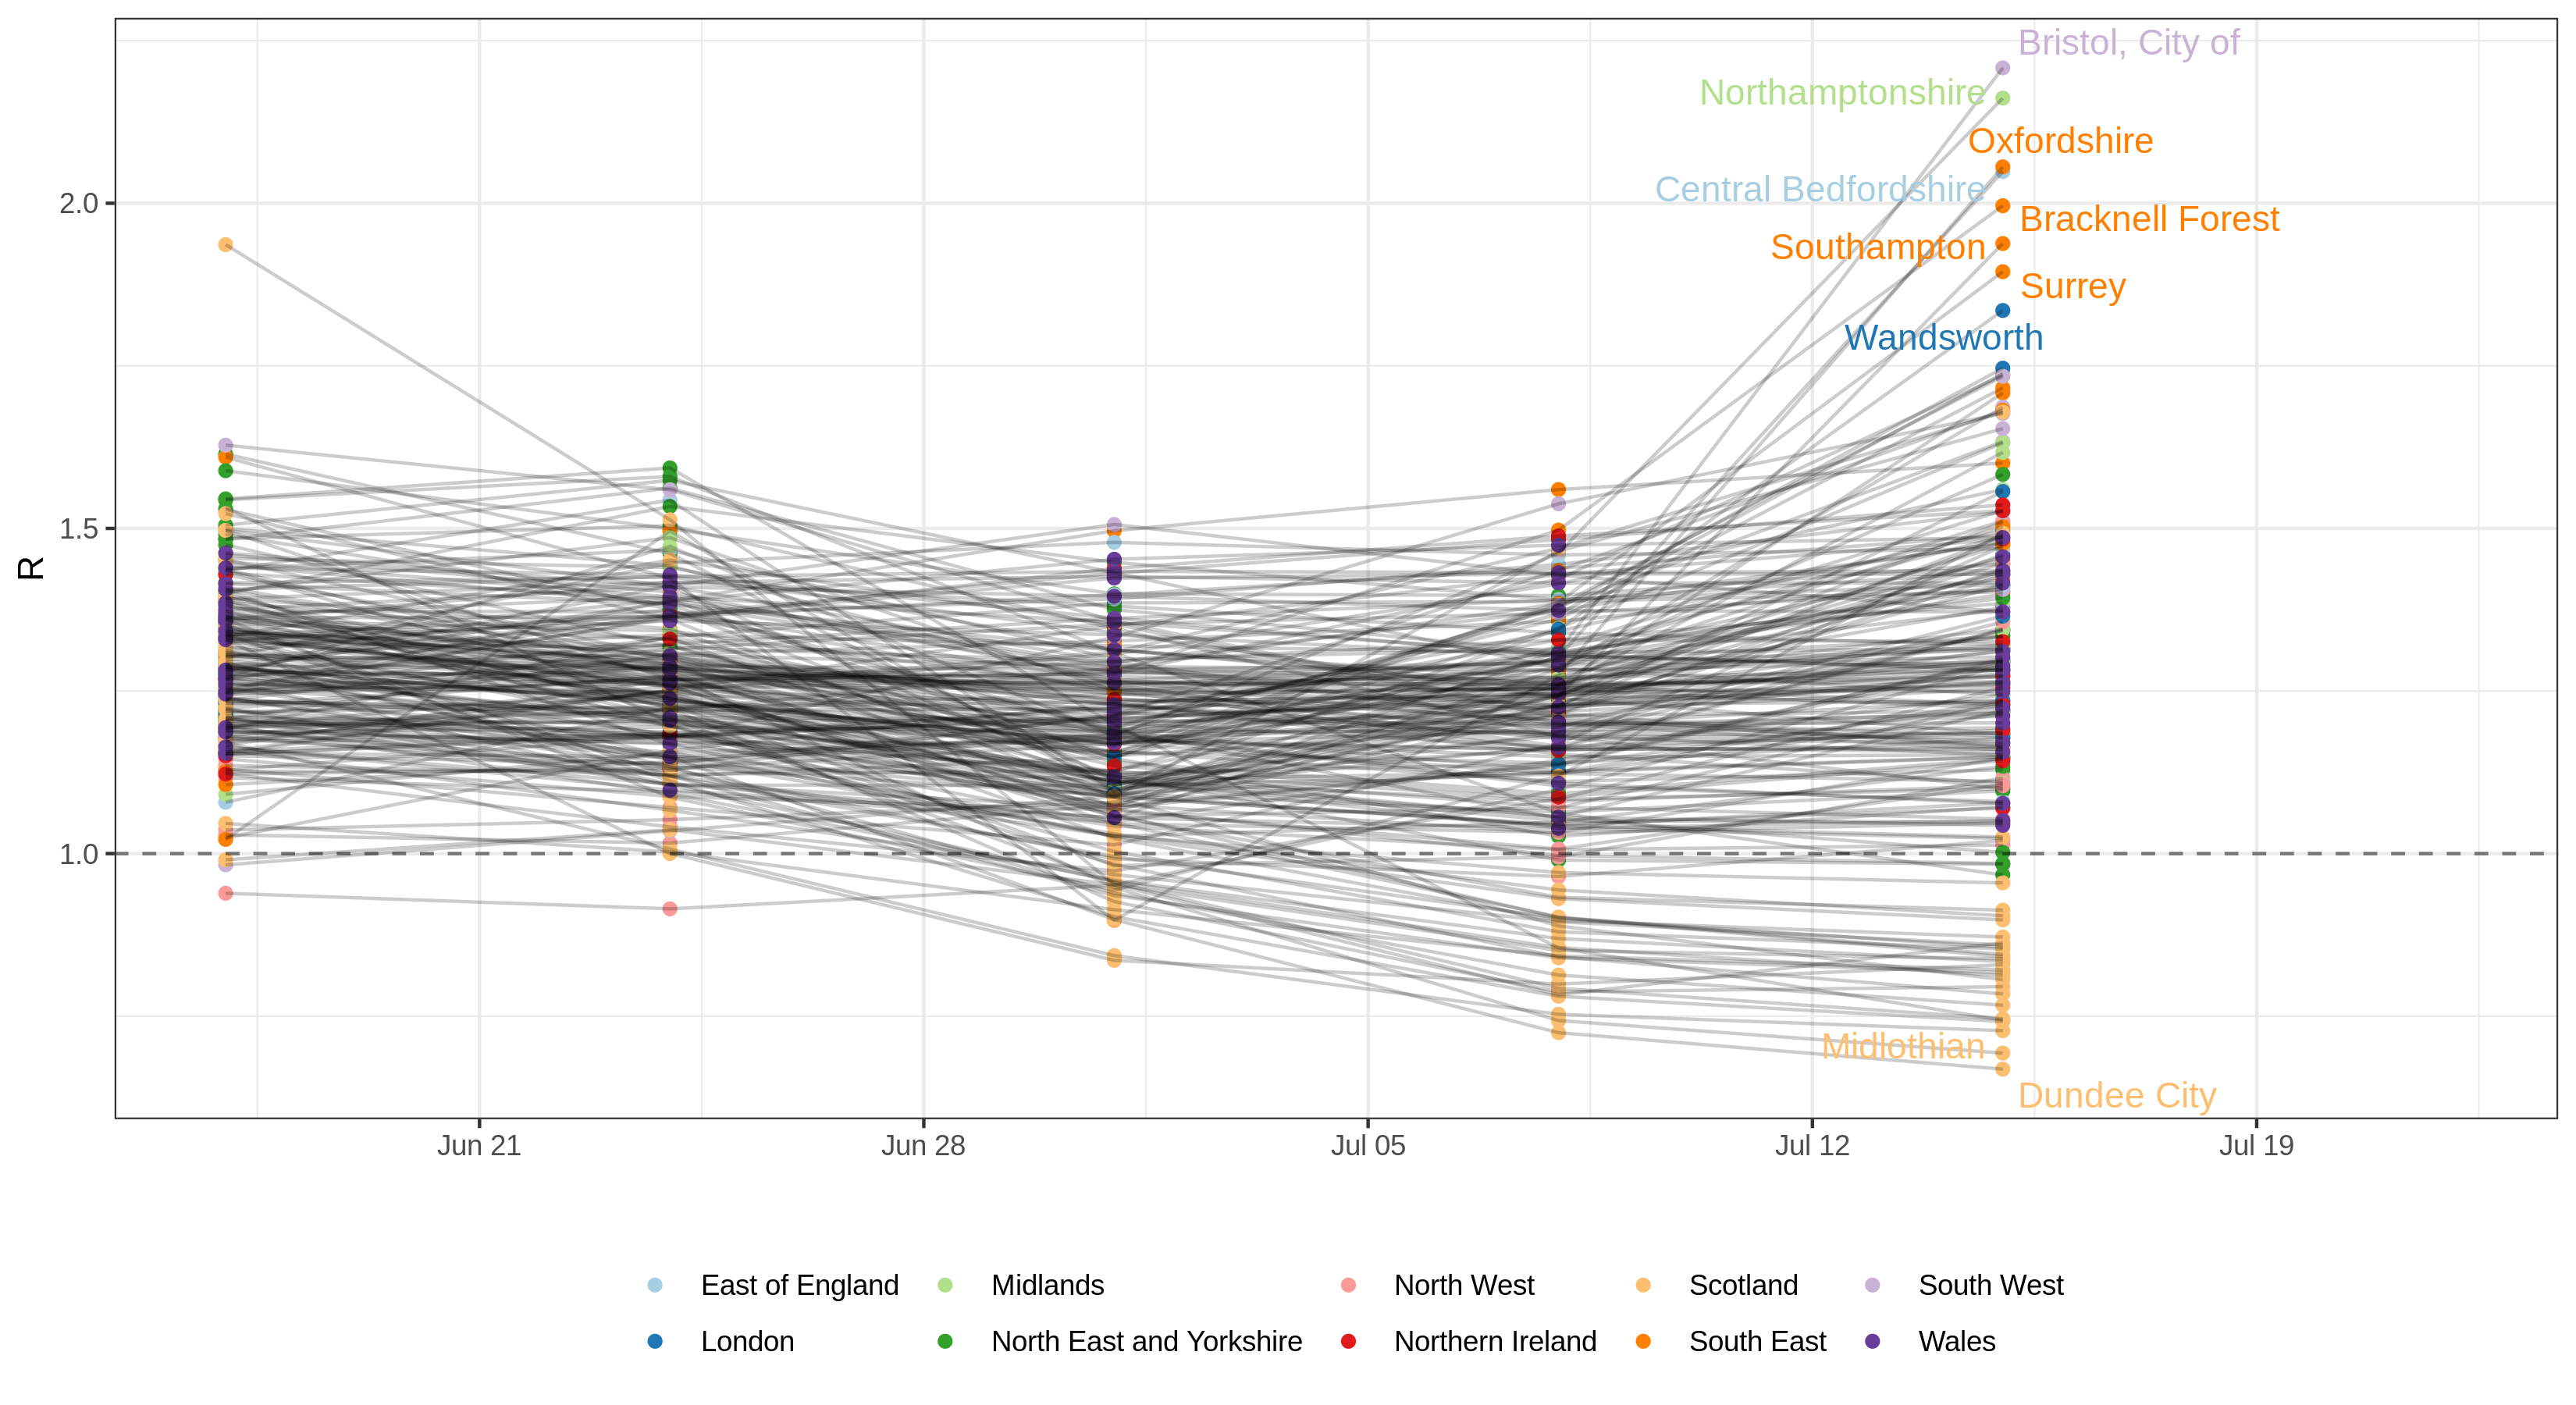 Bristol, City of
Northamptonshire
Oxfordshire
2.0
Central Bedfordshire
Bracknell Forest
Southampton
Surrey
Wandsworth
1.5
R
1.0
Midlothian
Dundee City
Jun 21 Jun 28 Jul 05 Jul 12 Jul 19
East of England Midlands North West Scotland South West
London North East and Yorkshire Northern Ireland South East Wales